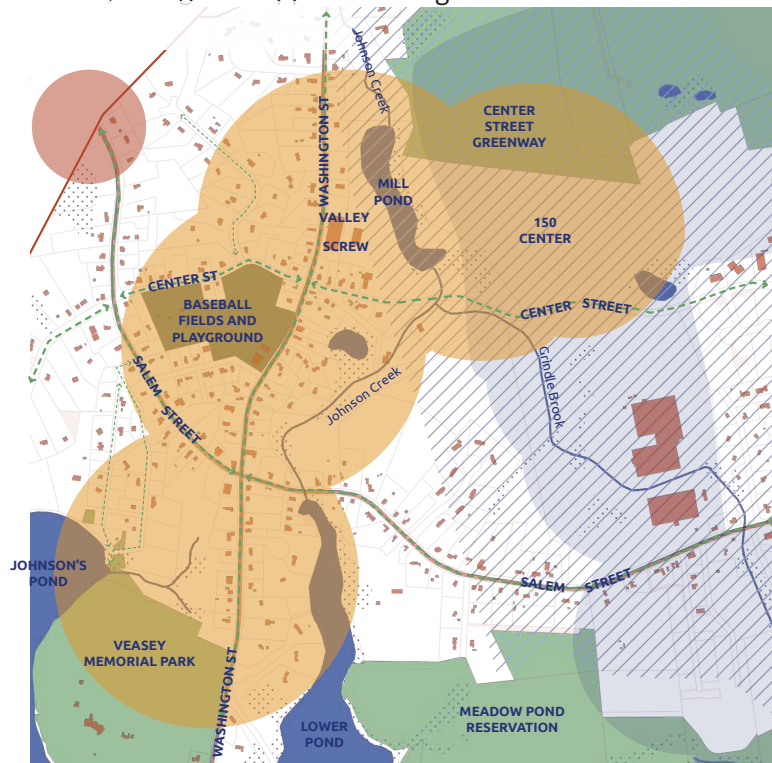 Johnson Creek
WASHINGTON ST
CENTER
STREET
GREENWAY
MILL
POND
VALLEY
SCREW
150
CENTER
CENTER ST
BASEBALL
FIELDS AND
PLAYGROUND
CENTER STREET
SALEM STREET
Johnson Creek
Grindle Brook
JOHNSON'S
POND
SALEM STREET
VEASEY
MEMORIAL PARK
WASHINGTON ST
LOWER
POND
MEADOW POND
RESERVATION